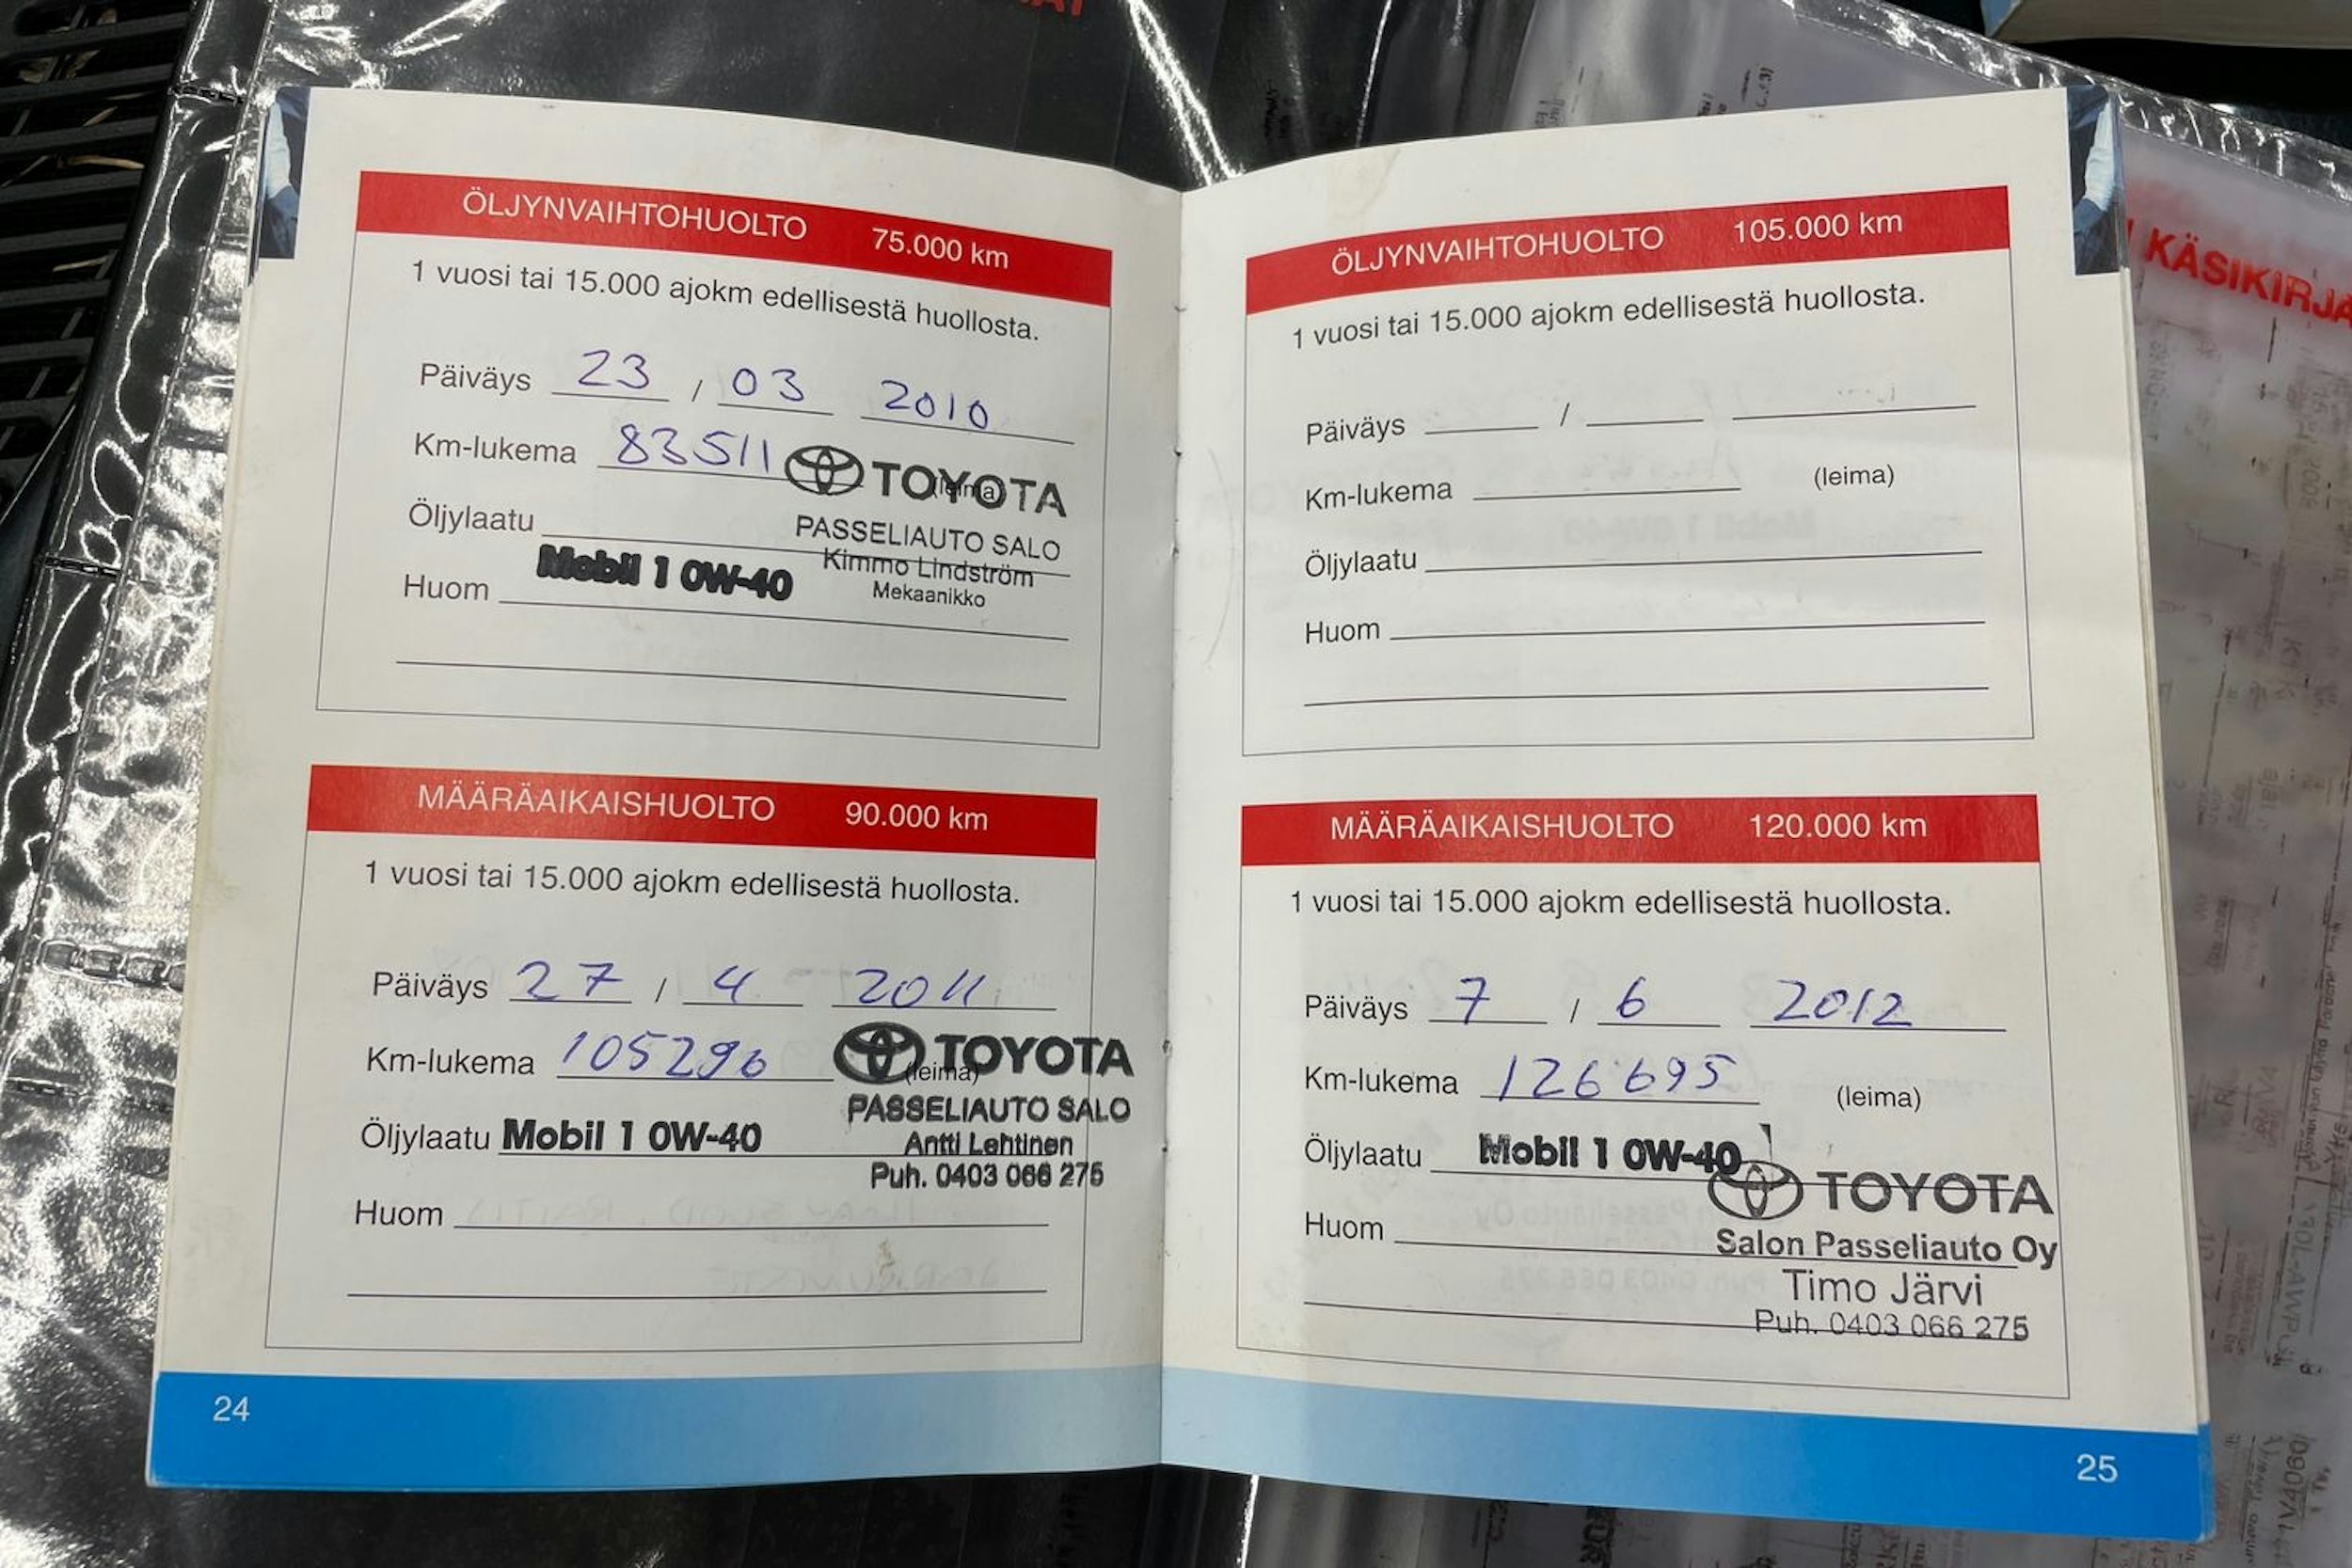 ÖLJYNVAIHTOHUOLTO 75.000 km
1 vuosi tai 15.000 ajokm edellisestä huollosta.
Päiväys 23 / 03 2010
Km-lukema 83511
(leima)
TOYOTA
PASSELIAUTO SALO
Kimmo Lindström
Mekaanikko
Öljylaatu
Mobil 1 0W-40
Huom
MÄÄRÄAIKAISHUOLTO 90.000 km
1 vuosi tai 15.000 ajokm edellisestä huollosta.
Päiväys 27 / 4 2011
Km-lukema 105296
(leima)
TOYOTA
PASSELIAUTO SALO
Antti Lehtinen
Puh. 0403 066 275
Öljylaatu Mobil 1 0W-40
Huom
24
ÖLJYNVAIHTOHUOLTO 105.000 km
1 vuosi tai 15.000 ajokm edellisestä huollosta.
Päiväys /
Km-lukema (leima)
Öljylaatu
Huom
MÄÄRÄAIKAISHUOLTO 120.000 km
1 vuosi tai 15.000 ajokm edellisestä huollosta.
Päiväys 7 / 6 2012
Km-lukema 126695 (leima)
Öljylaatu Mobil 1 0W-40
Huom
TOYOTA
Salon Passeliauto Oy
Timo Järvi
Puh. 0403 066 275
25
KÄSIKIRJA